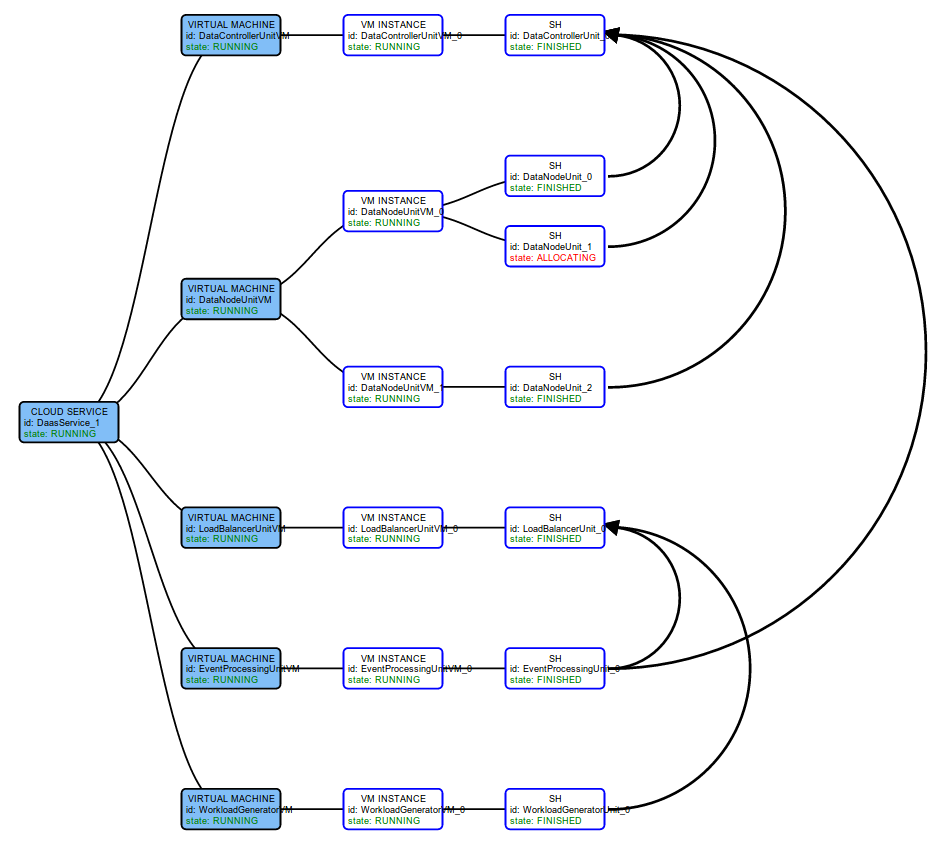 VIRTUAL MACHINE
id: DataControllerUnitVM
state: RUNNING
VM INSTANCE
id: DataControllerUnitVM_0
state: RUNNING
SH
id: DataControllerUnit_0
state: FINISHED
SH
id: DataNodeUnit_0
state: FINISHED
VM INSTANCE
id: DataNodeUnitVM_0
state: RUNNING
SH
id: DataNodeUnit_1
state: ALLOCATING
VIRTUAL MACHINE
id: DataNodeUnitVM
state: RUNNING
VM INSTANCE
id: DataNodeUnitVM_1
state: RUNNING
SH
id: DataNodeUnit_2
state: FINISHED
CLOUD SERVICE
id: DaasService_1
state: RUNNING
VIRTUAL MACHINE
id: LoadBalancerUnitVM
state: RUNNING
VM INSTANCE
id: LoadBalancerUnitVM_0
state: RUNNING
SH
id: LoadBalancerUnit_0
state: FINISHED
VIRTUAL MACHINE
id: EventProcessingUnitVM
state: RUNNING
VM INSTANCE
id: EventProcessingUnitVM_0
state: RUNNING
SH
id: EventProcessingUnit_0
state: FINISHED
VIRTUAL MACHINE
id: WorkloadGeneratorVM
state: RUNNING
VM INSTANCE
id: WorkloadGeneratorVM_0
state: RUNNING
SH
id: WorkloadGeneratorUnit_0
state: FINISHED